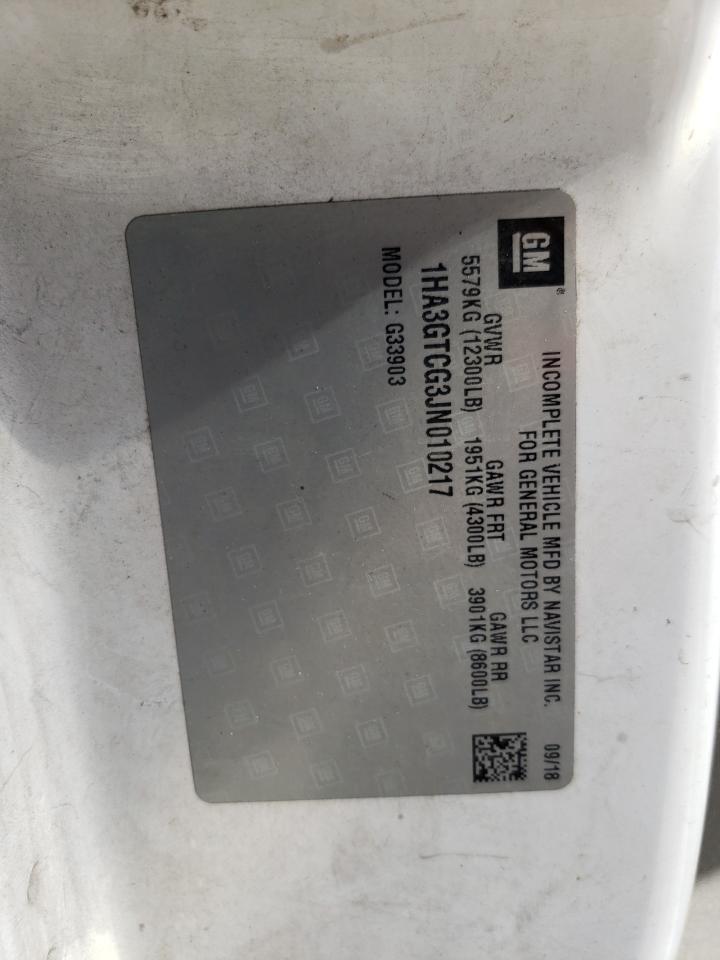 GM®
INCOMPLETE VEHICLE MFD BY NAVISTAR INC. 09/18
FOR GENERAL MOTORS LLC
GVWR GAWR FRT GAWR RR
5579KG (12300LB) 1951KG (4300LB) 3901KG (8600LB)
1HA3GTCG3JN010217
MODEL: G33903